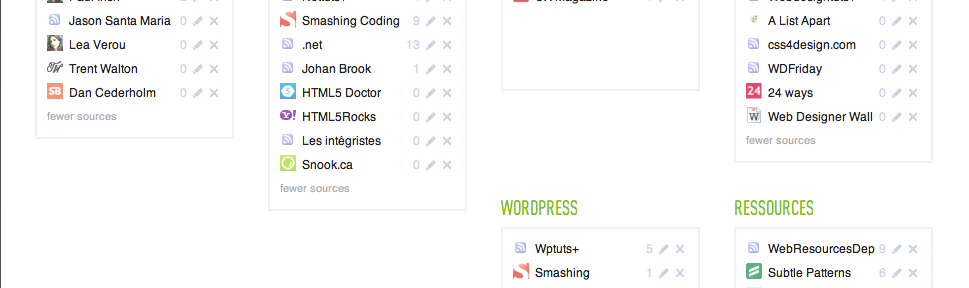 Jason Santa Maria 0
Lea Verou 0
Trent Walton 0
Dan Cederholm 0
fewer sources
Smashing Coding 9
.net 13
Johan Brook 1
HTML5 Doctor 0
HTML5Rocks 0
Les intégristes 0
Snook.ca 0
fewer sources
A List Apart 0
css4design.com 0
WDFriday 0
24 ways 0
Web Designer Wall 0
fewer sources
WORDPRESS
Wptuts+ 5
Smashing 1
RESSOURCES
WebResourcesDep 9
Subtle Patterns 6